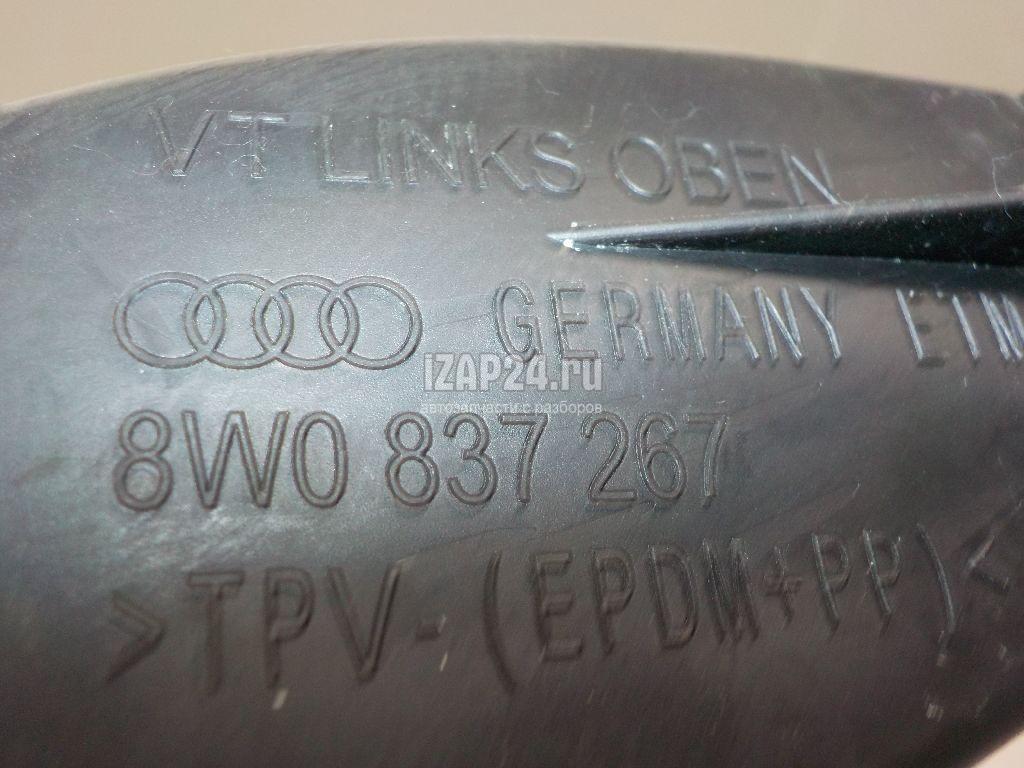 VT LINKS OBEN
GERMANY ETM
IZAP24.ru
автозапчасти с разборов
8W0 837 267
>TPV-(EPDM+PP)<